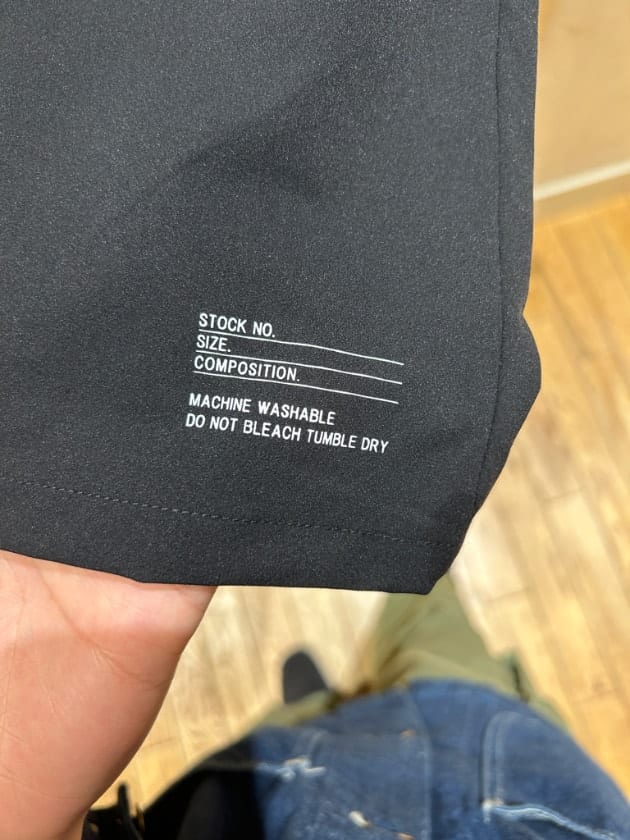 STOCK NO.
SIZE.
COMPOSITION.
MACHINE WASHABLE
DO NOT BLEACH TUMBLE DRY